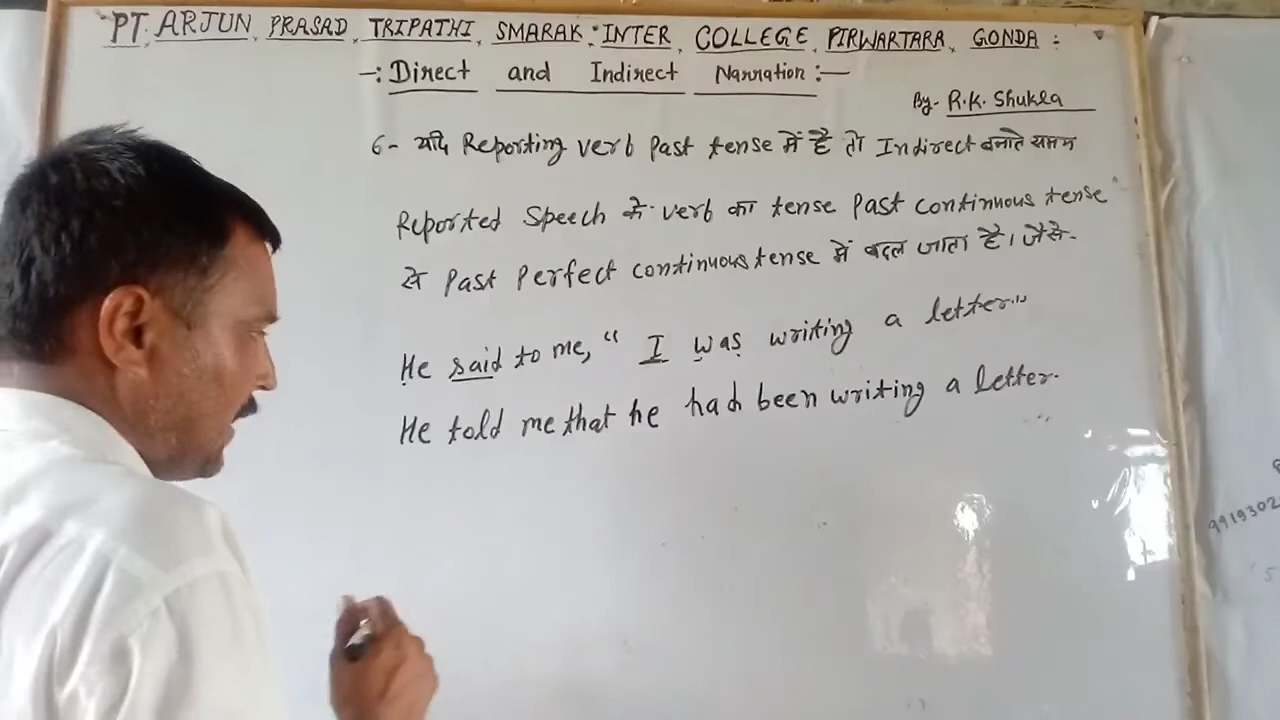 PT. ARJUN PRASAD TRIPATHI SMARAK INTER COLLEGE PIRWARTARA, GONDA :
-: Direct and Indirect Narration :-
By- R.K. Shukla
6- यदि Reporting verb Past tense में है तो Indirect बनाते समय
Reported Speech के verb का tense Past continuous tense
से Past Perfect continuous tense में बदल जाता है। जैसे-
He said to me, "I was writing a letter."
He told me that he had been writing a letter.
9919302